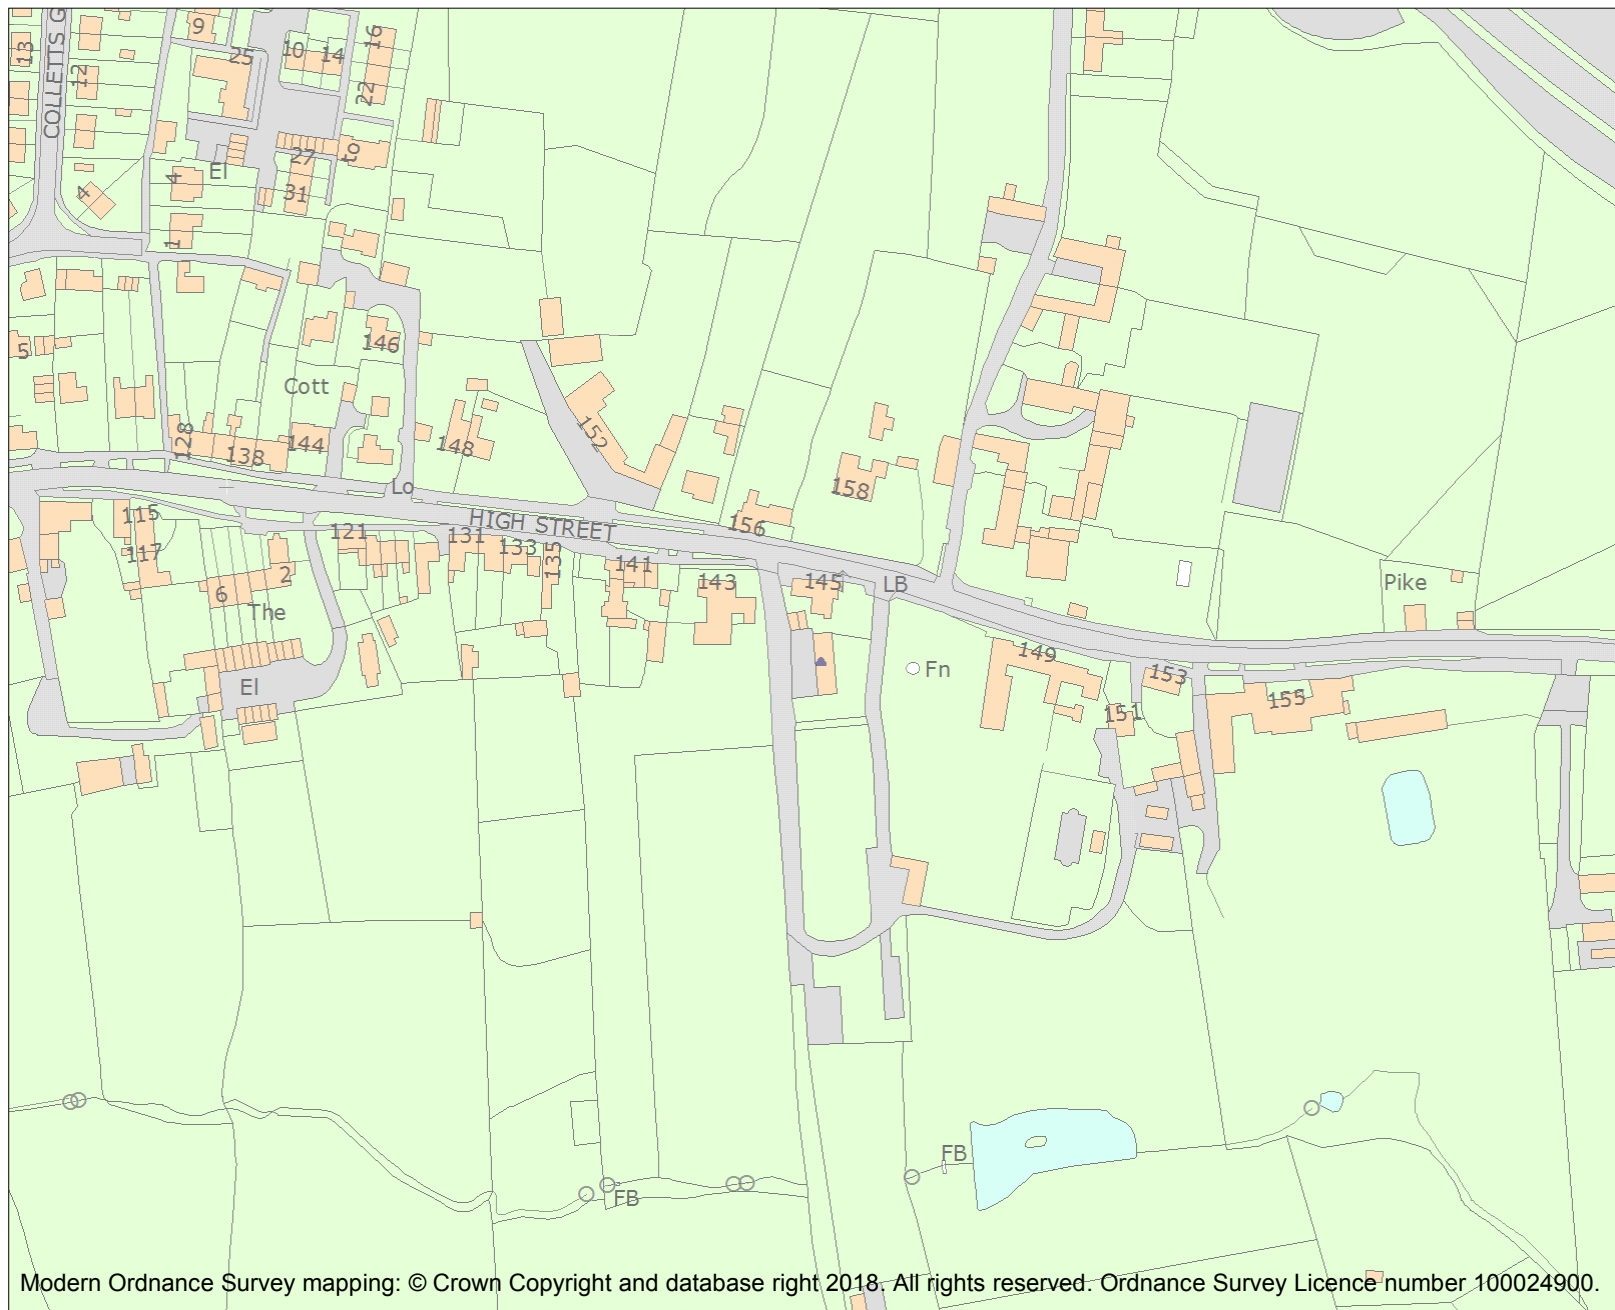 COLLETTS G
13
12
9
25
10
14
16
22
El
27
to
31
4
4
1
5
146
Cott
128
138
144
148
152
Lo
HIGH STREET
156
158
115
117
121
131
133
135
141
143
145
LB
6
2
The
El
Fn
149
151
153
155
Pike
FB
FB
Modern Ordnance Survey mapping: © Crown Copyright and database right 2018. All rights reserved. Ordnance Survey Licence number 100024900.